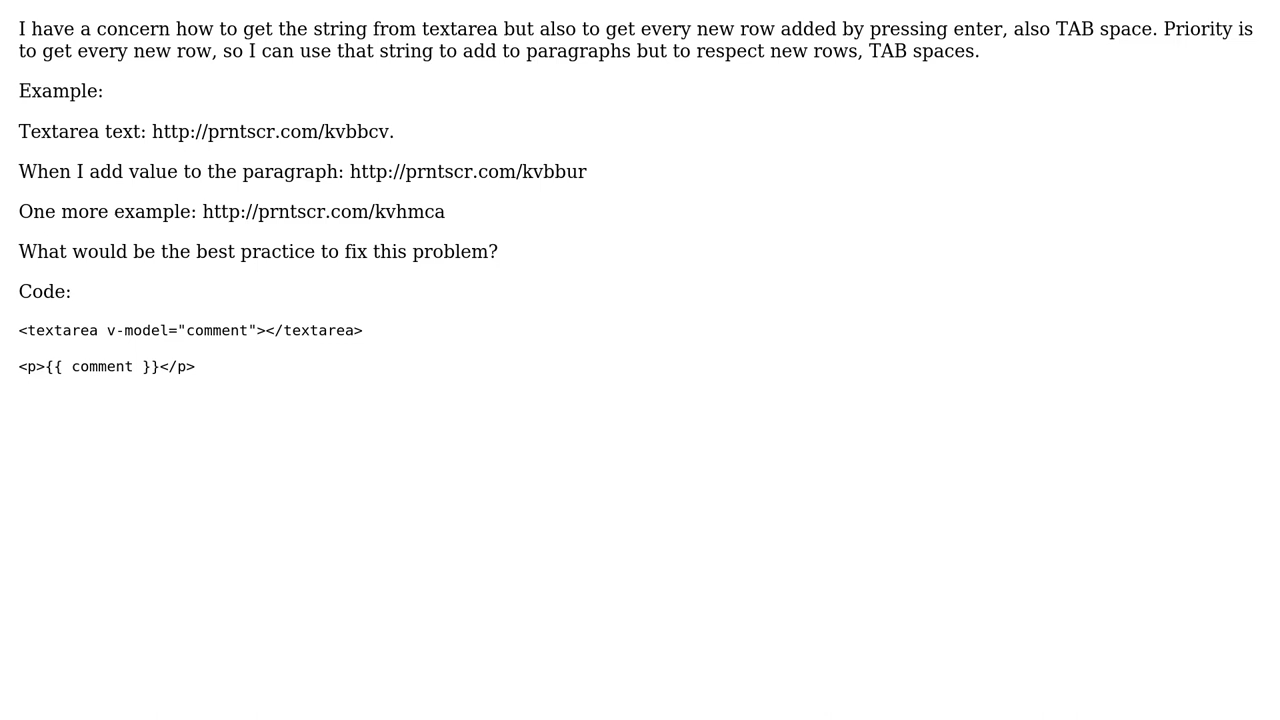 I have a concern how to get the string from textarea but also to get every new row added by pressing enter, also TAB space. Priority is
to get every new row, so I can use that string to add to paragraphs but to respect new rows, TAB spaces.
Example:
Textarea text: http://prntscr.com/kvbbcv.
When I add value to the paragraph: http://prntscr.com/kvbbur
One more example: http://prntscr.com/kvhmca
What would be the best practice to fix this problem?
Code:
<textarea v-model="comment"></textarea>
<p>{{ comment }}</p>